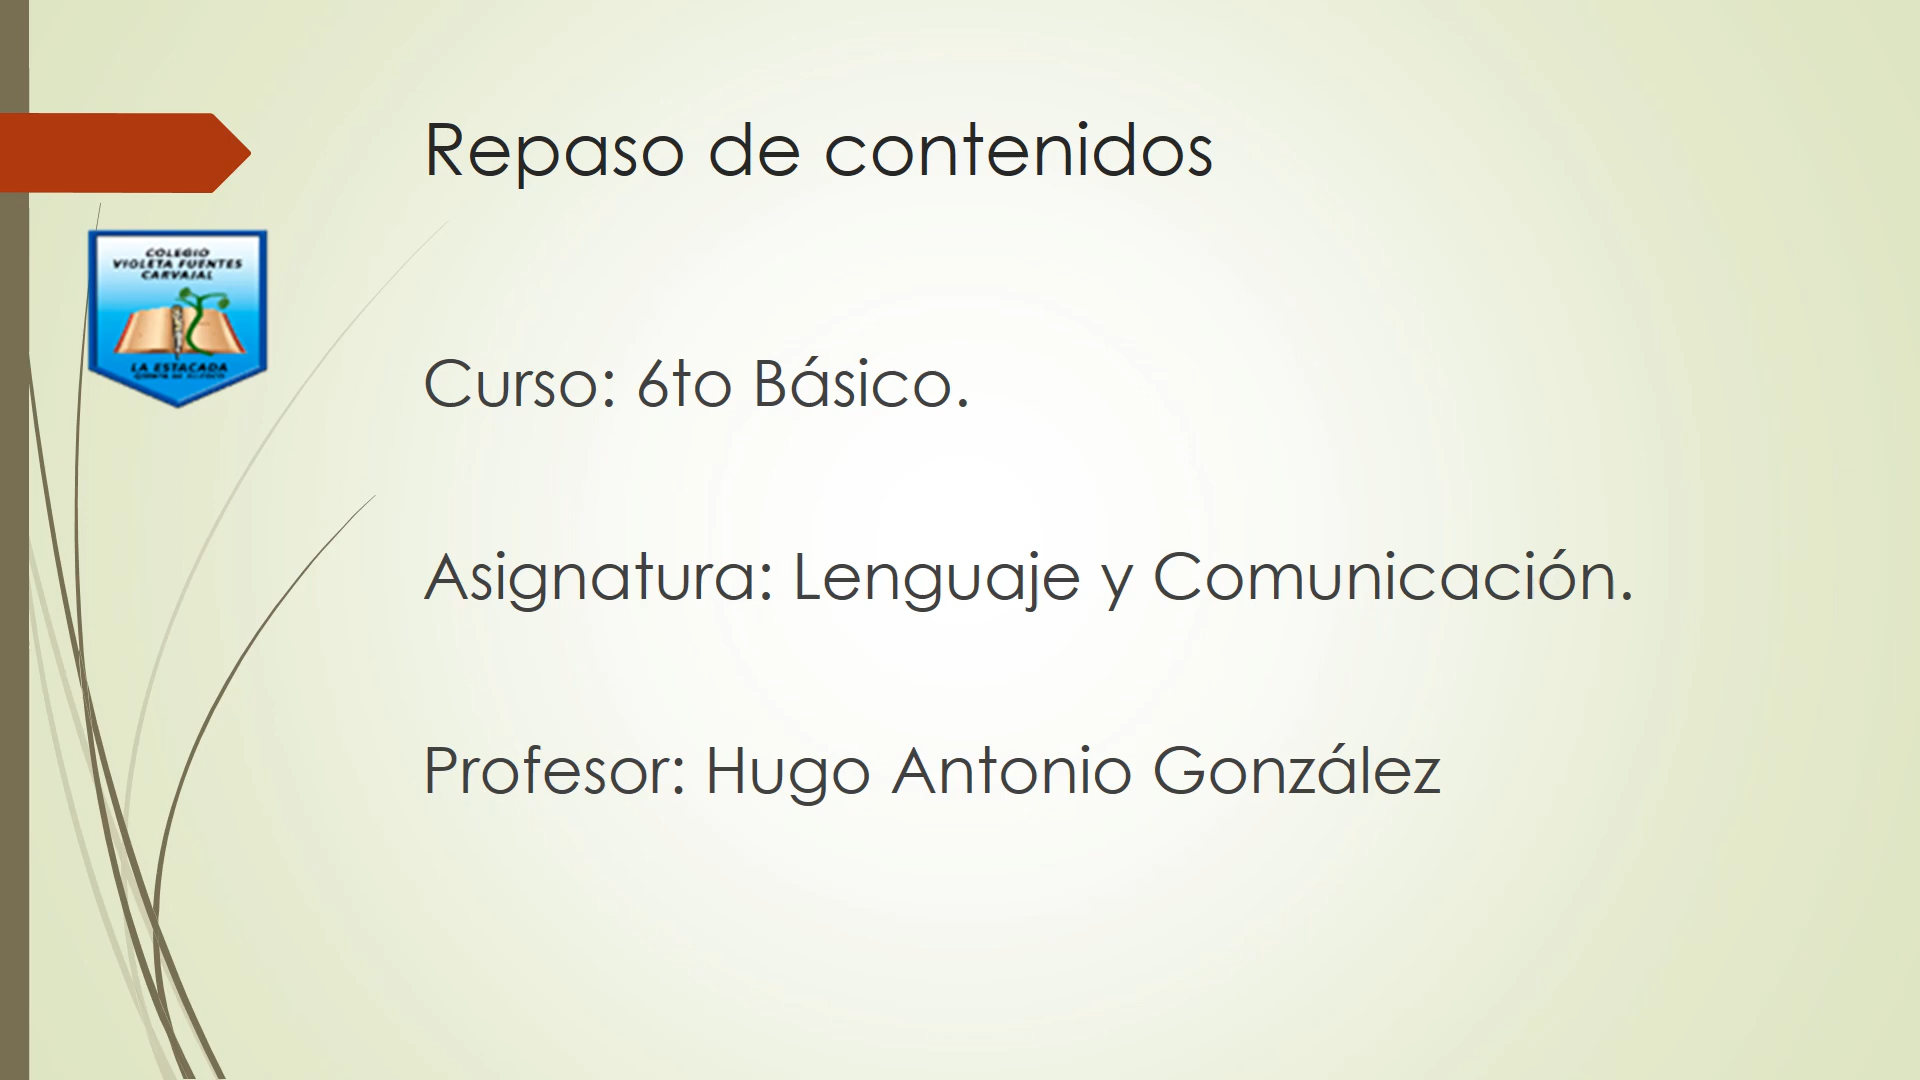 Repaso de contenidos
COLEGIO
VIOLETA FUENTES
CARVAJAL
LA ESTACADA
Curso: 6to Básico.
Asignatura: Lenguaje y Comunicación.
Profesor: Hugo Antonio González